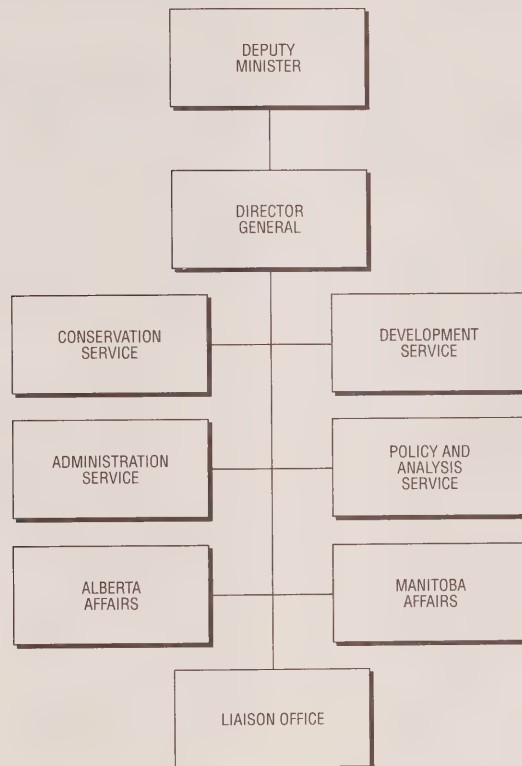 DEPUTY
MINISTER
DIRECTOR
GENERAL
CONSERVATION
SERVICE
DEVELOPMENT
SERVICE
ADMINISTRATION
SERVICE
POLICY AND
ANALYSIS
SERVICE
ALBERTA
AFFAIRS
MANITOBA
AFFAIRS
LIAISON OFFICE